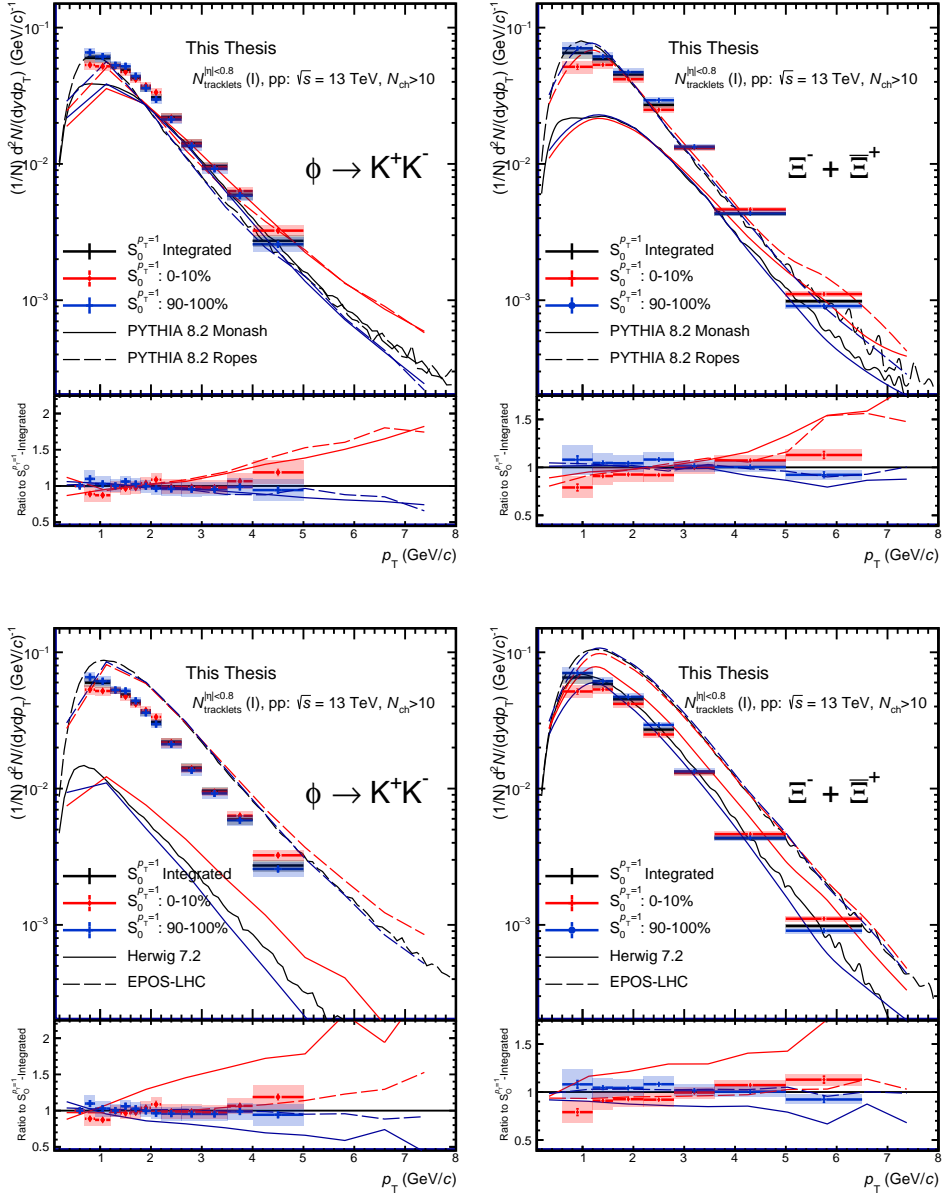 (1/N) d²N/(dydp_T) (GeV/c)⁻¹
10⁻¹
10⁻²
10⁻³
This Thesis
N_tracklets^|η|<0.8 (I), pp: √s = 13 TeV, N_ch>10
ϕ → K⁺K⁻
S_0^{p_T=1} Integrated
S_0^{p_T=1}: 0-10%
S_0^{p_T=1}: 90-100%
PYTHIA 8.2 Monash
PYTHIA 8.2 Ropes
Ratio to S_O^{p_T=1}-Integrated
2
1.5
1
0.5
0 1 2 3 4 5 6 7 8
p_T (GeV/c)
(1/N) d²N/(dydp_T) (GeV/c)⁻¹
10⁻¹
10⁻²
10⁻³
This Thesis
N_tracklets^|η|<0.8 (I), pp: √s = 13 TeV, N_ch>10
Ξ⁻ + Ξ̅⁺
S_0^{p_T=1} Integrated
S_0^{p_T=1}: 0-10%
S_0^{p_T=1}: 90-100%
PYTHIA 8.2 Monash
PYTHIA 8.2 Ropes
Ratio to S_O^{p_T=1}-Integrated
1.5
1
0 1 2 3 4 5 6 7 8
p_T (GeV/c)
(1/N) d²N/(dydp_T) (GeV/c)⁻¹
10⁻¹
10⁻²
10⁻³
This Thesis
N_tracklets^|η|<0.8 (I), pp: √s = 13 TeV, N_ch>10
ϕ → K⁺K⁻
S_0^{p_T=1} Integrated
S_0^{p_T=1}: 0-10%
S_0^{p_T=1}: 90-100%
Herwig 7.2
EPOS-LHC
Ratio to S_O^{p_T=1}-Integrated
2
1.5
1
0.5
0 1 2 3 4 5 6 7 8
p_T (GeV/c)
(1/N) d²N/(dydp_T) (GeV/c)⁻¹
10⁻¹
10⁻²
10⁻³
This Thesis
N_tracklets^|η|<0.8 (I), pp: √s = 13 TeV, N_ch>10
Ξ⁻ + Ξ̅⁺
S_0^{p_T=1} Integrated
S_0^{p_T=1}: 0-10%
S_0^{p_T=1}: 90-100%
Herwig 7.2
EPOS-LHC
Ratio to S_O^{p_T=1}-Integrated
1.5
1
0 1 2 3 4 5 6 7 8
p_T (GeV/c)